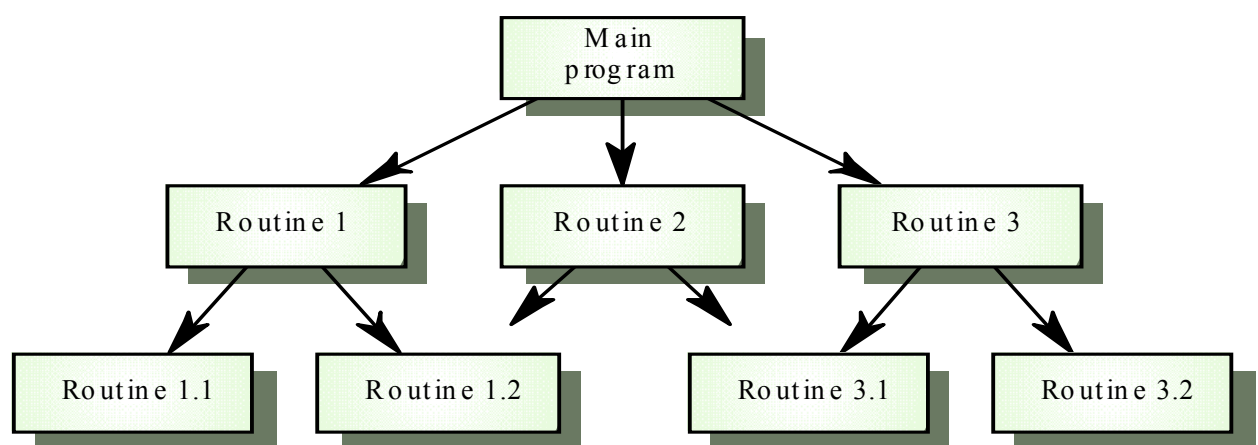 Main
program
Routine 1
Routine 2
Routine 3
Routine 1.1
Routine 1.2
Routine 3.1
Routine 3.2